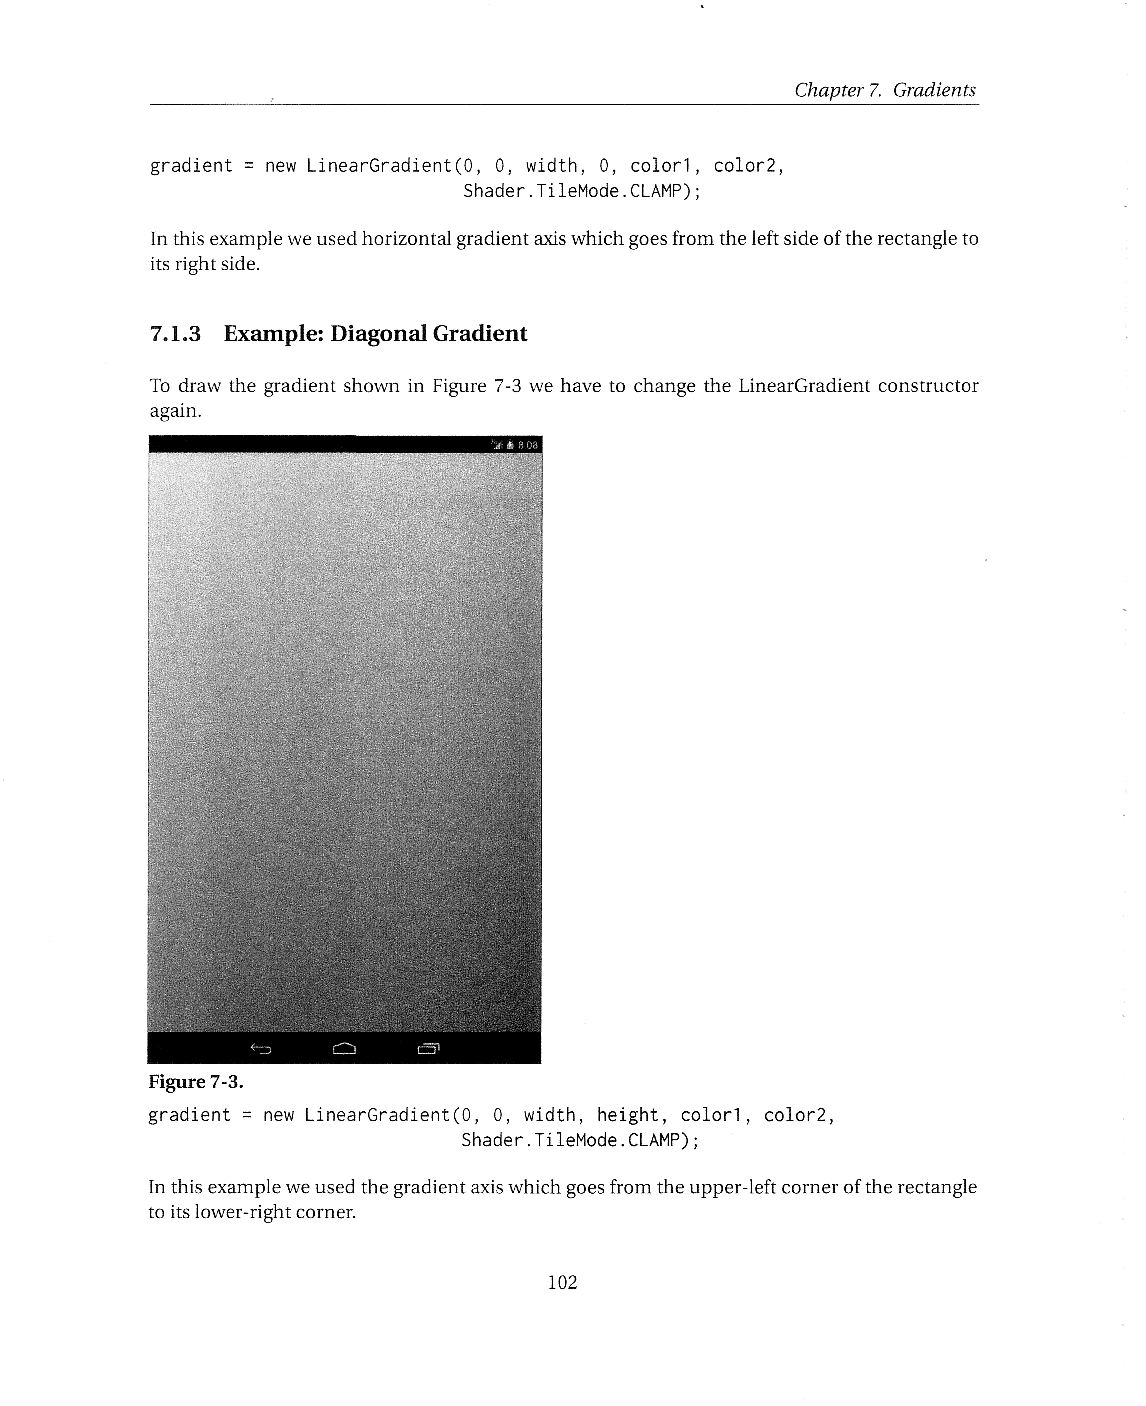 Chapter 7. Gradients
gradient = new LinearGradient(0, 0, width, 0, color1, color2,
Shader.TileMode.CLAMP);
In this example we used horizontal gradient axis which goes from the left side of the rectangle to
its right side.
7.1.3 Example: Diagonal Gradient
To draw the gradient shown in Figure 7-3 we have to change the LinearGradient constructor
again.
8:08
Figure 7-3.
gradient = new LinearGradient(0, 0, width, height, color1, color2,
Shader.TileMode.CLAMP);
In this example we used the gradient axis which goes from the upper-left corner of the rectangle
to its lower-right corner.
102